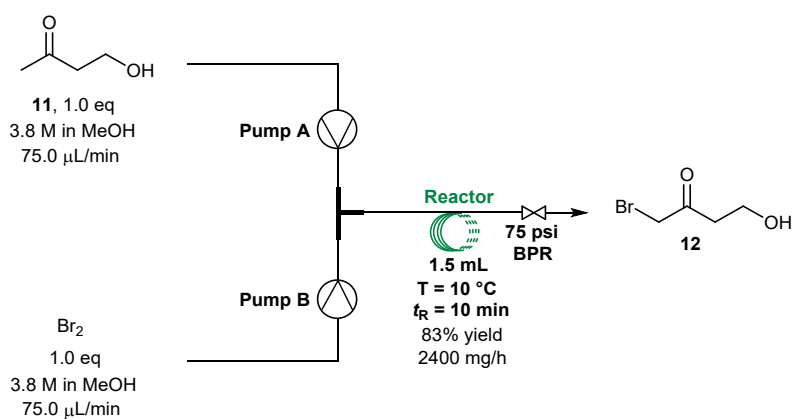 O
OH
11, 1.0 eq
3.8 M in MeOH
75.0 μL/min
Pump A
Reactor
75 psi
BPR
1.5 mL
T = 10 °C
tR = 10 min
83% yield
2400 mg/h
O
Br
OH
12
Pump B
Br2
1.0 eq
3.8 M in MeOH
75.0 μL/min